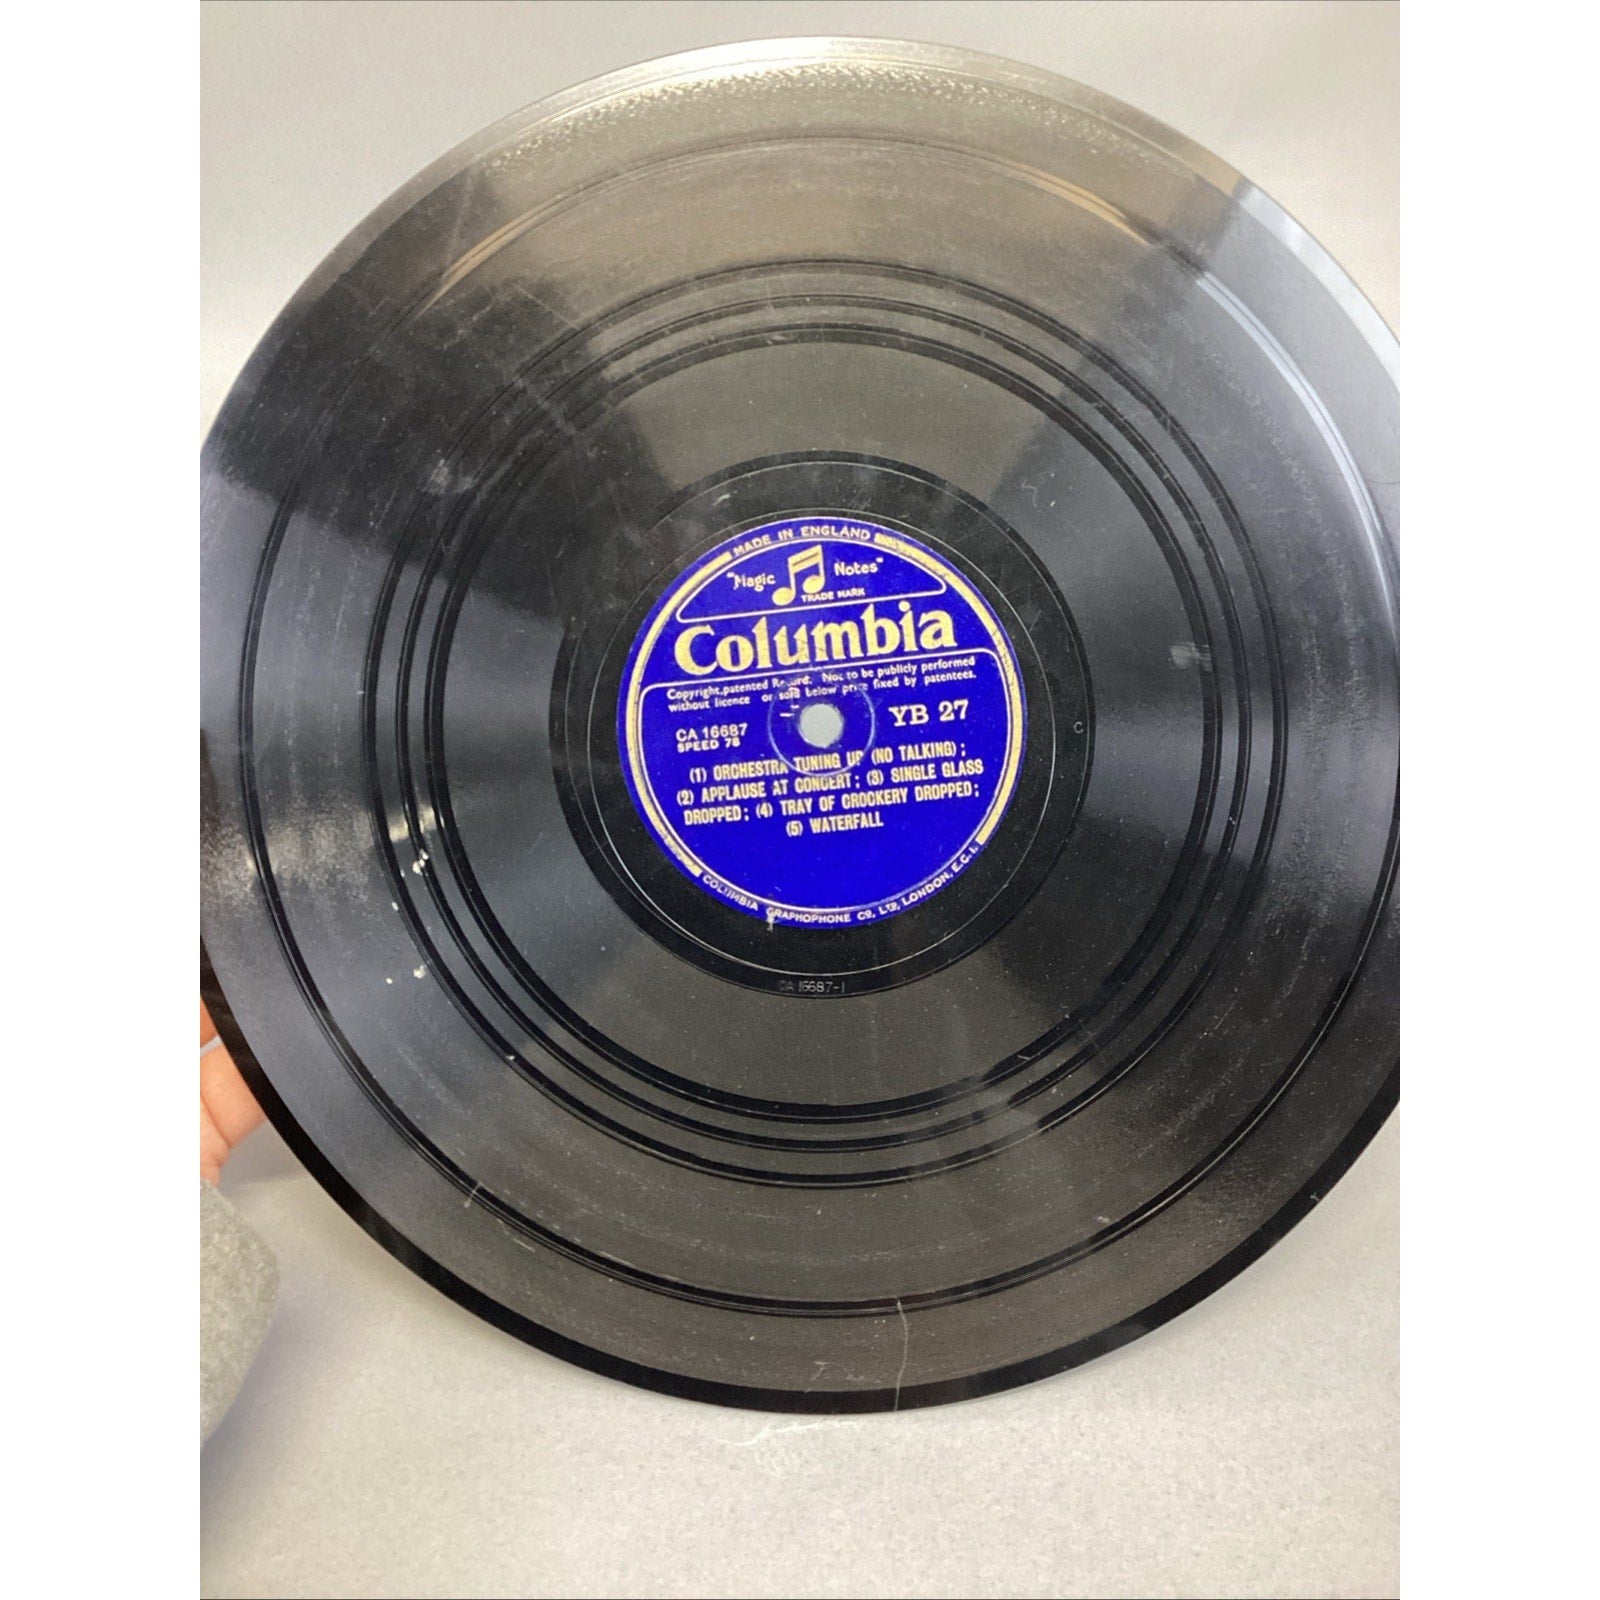 MADE IN ENGLAND
"Magic Notes"
TRADE MARK
Columbia
Copyright, patented Record. Not to be publicly performed
without licence or sold below price fixed by patentees.
CA 16687
YB 27
SPEED 78
(1) ORCHESTRA TUNING UP (NO TALKING);
(2) APPLAUSE AT CONCERT; (3) SINGLE GLASS
DROPPED; (4) TRAY OF CROCKERY DROPPED;
(5) WATERFALL
COLUMBIA GRAPHOPHONE CO. LTD, LONDON, E.C.1.
CA 16687-1
C